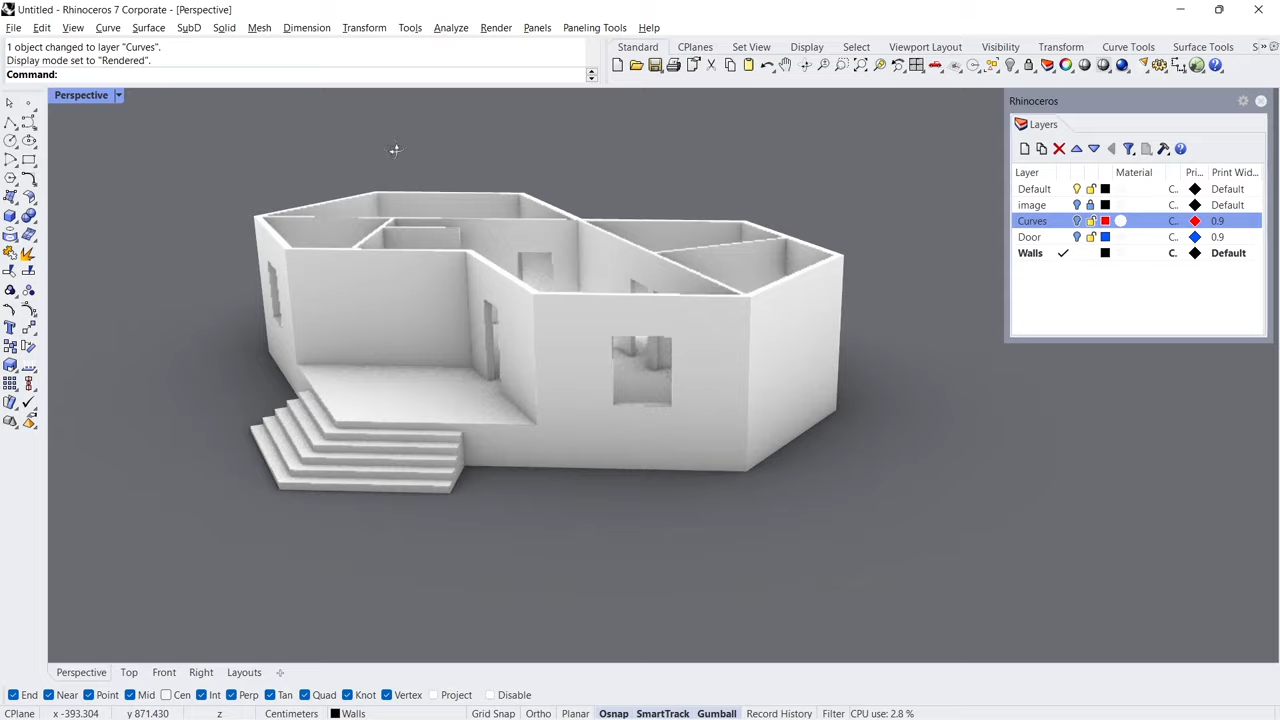 Untitled - Rhinoceros 7 Corporate - [Perspective]
File Edit View Curve Surface SubD Solid Mesh Dimension Transform Tools Analyze Render Panels Paneling Tools Help
1 object changed to layer "Curves".
Display mode set to "Rendered".
Command:
Standard CPlanes Set View Display Select Viewport Layout Visibility Transform Curve Tools Surface Tools S »
Perspective
Rhinoceros
Layers
Layer Material Pri... Print Wid...
Default C.. Default
image C.. Default
Curves C.. 0.9
Door C.. 0.9
Walls C. Default
Perspective Top Front Right Layouts
End Near Point Mid Cen Int Perp Tan Quad Knot Vertex Project Disable
CPlane x -393.304 y 871.430 z Centimeters Walls Grid Snap Ortho Planar Osnap SmartTrack Gumball Record History Filter CPU use: 2.8 %